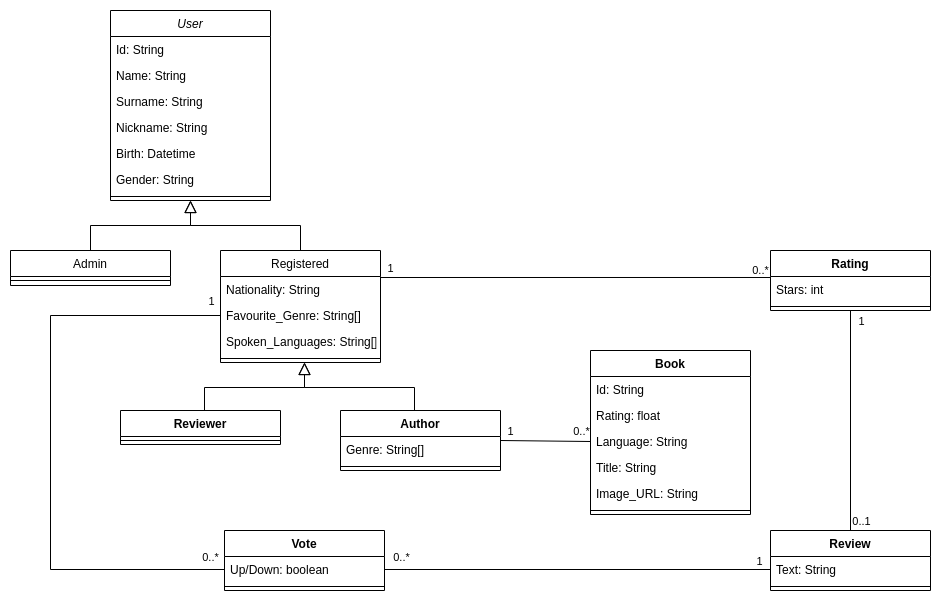 User
Id: String
Name: String
Surname: String
Nickname: String
Birth: Datetime
Gender: String
Admin
Registered
Nationality: String
Favourite_Genre: String[]
Spoken_Languages: String[]
1
0..*
Rating
Stars: int
1
1
Reviewer
Author
Genre: String[]
1
0..*
Book
Id: String
Rating: float
Language: String
Title: String
Image_URL: String
0..1
0..*
Vote
Up/Down: boolean
0..*
1
Review
Text: String